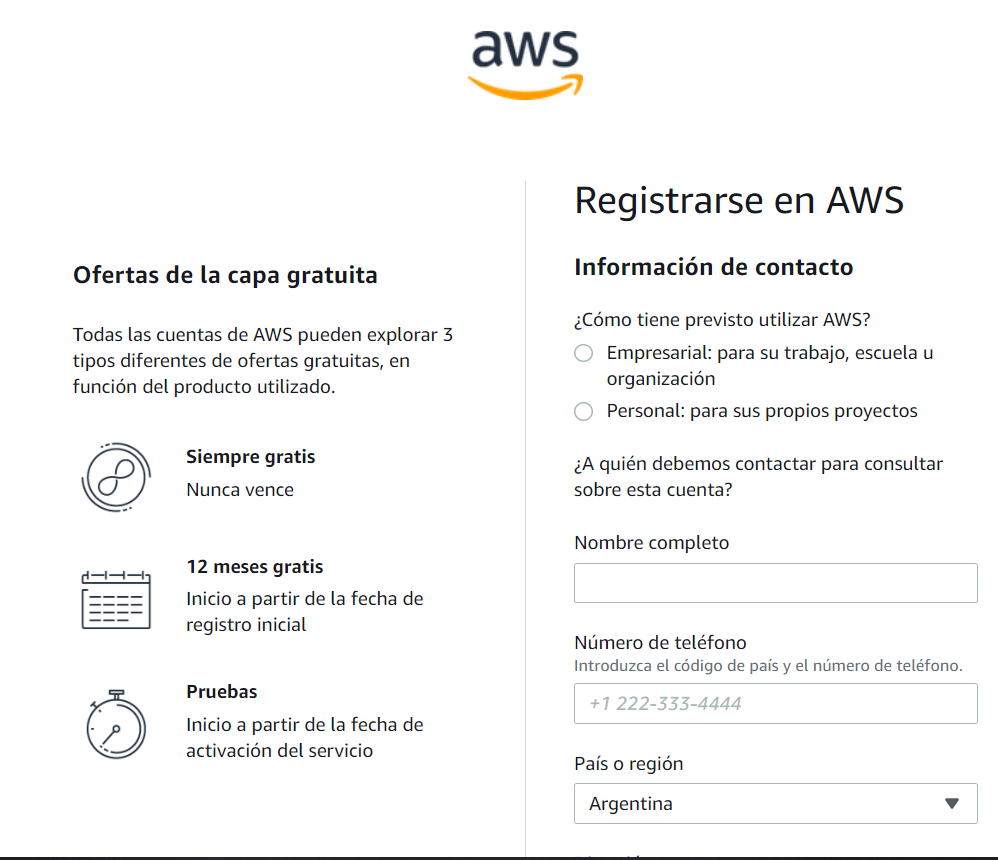 aws
Ofertas de la capa gratuita
Todas las cuentas de AWS pueden explorar 3
tipos diferentes de ofertas gratuitas, en
función del producto utilizado.
Siempre gratis
Nunca vence
12 meses gratis
Inicio a partir de la fecha de
registro inicial
Pruebas
Inicio a partir de la fecha de
activación del servicio
Registrarse en AWS
Información de contacto
¿Cómo tiene previsto utilizar AWS?
Empresarial: para su trabajo, escuela u
organización
Personal: para sus propios proyectos
¿A quién debemos contactar para consultar
sobre esta cuenta?
Nombre completo
Número de teléfono
Introduzca el código de país y el número de teléfono.
+1 222-333-4444
País o región
Argentina